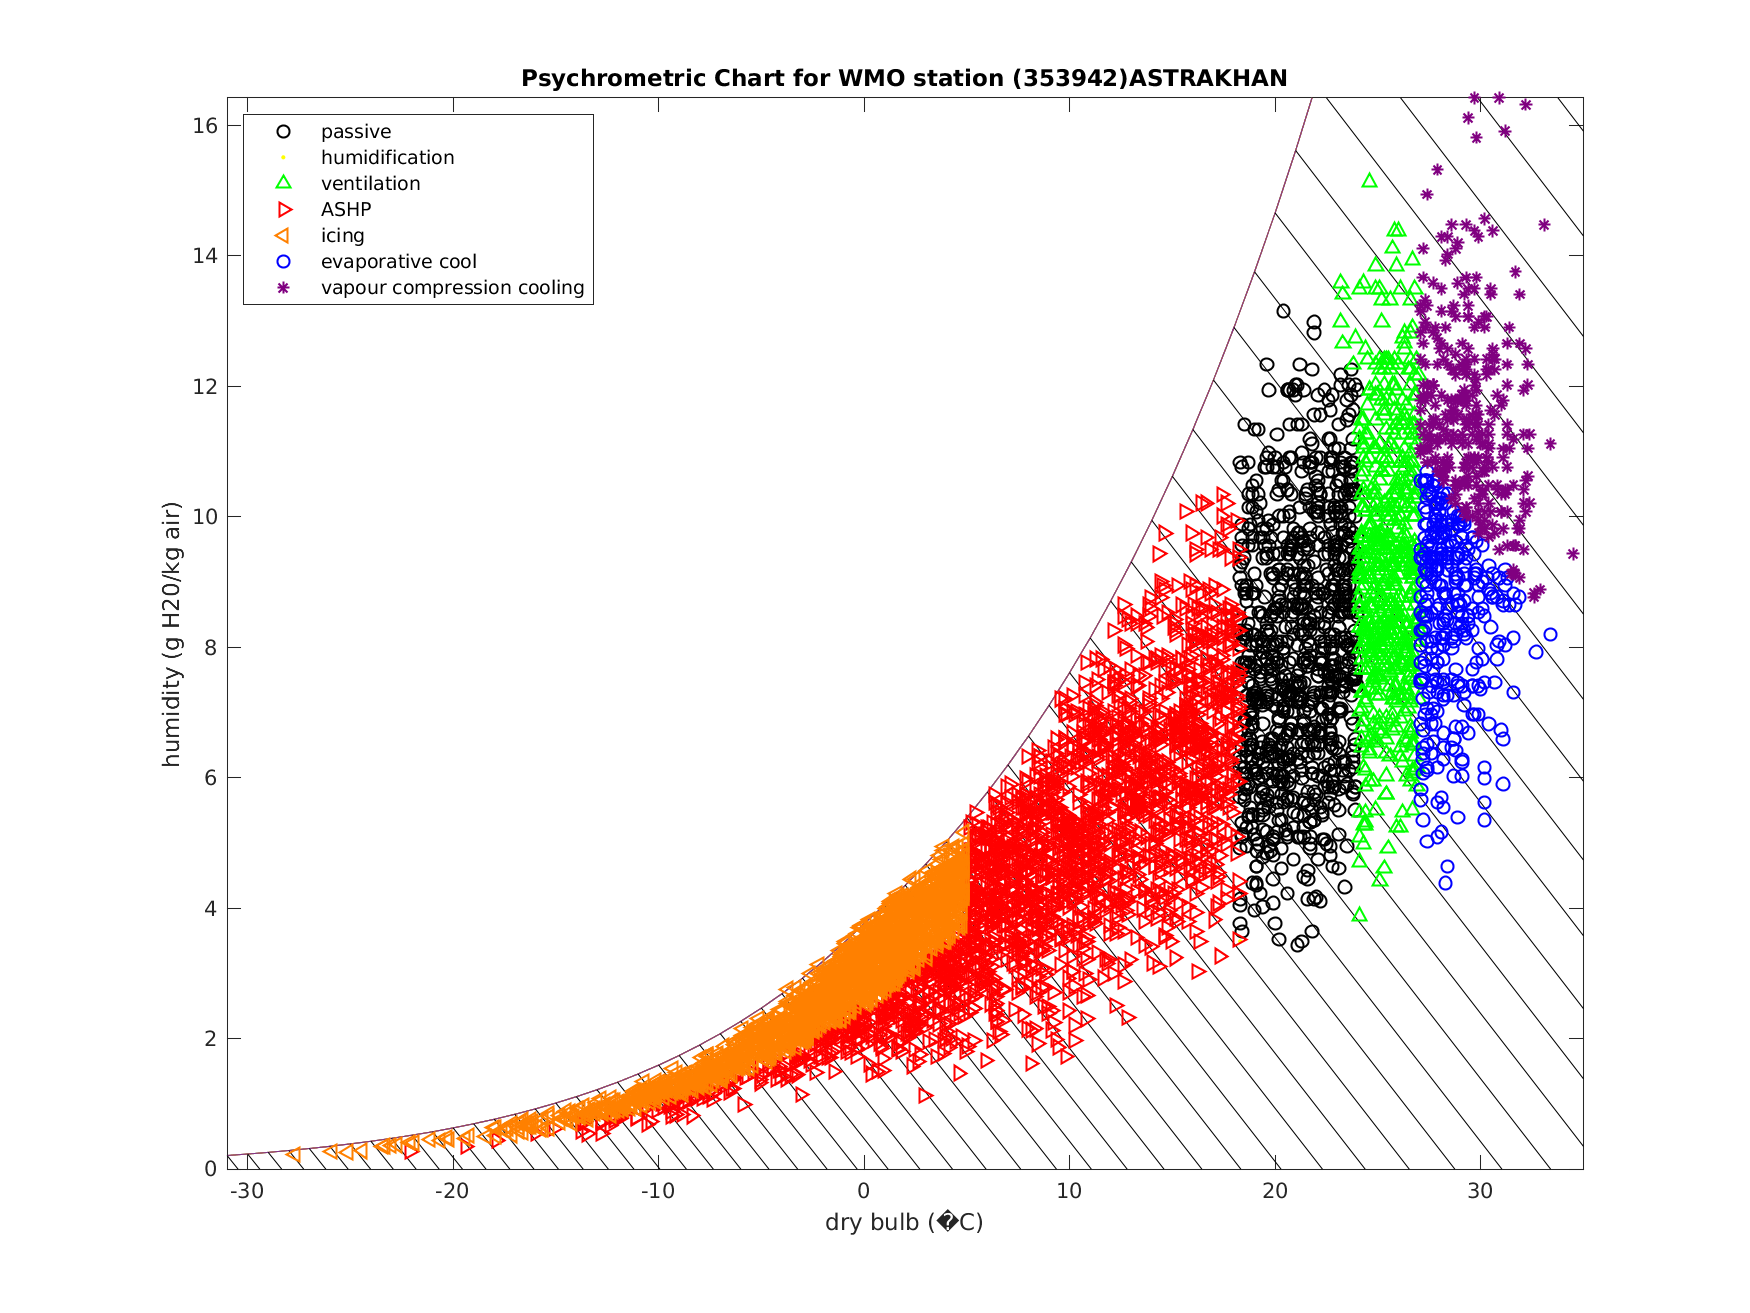 Psychrometric Chart for WMO station (353942)ASTRAKHAN
passive
humidification
ventilation
ASHP
icing
evaporative cool
vapour compression cooling
16
14
12
10
8
6
4
2
0
humidity (g H20/kg air)
-30 -20 -10 0 10 20 30
dry bulb (�C)